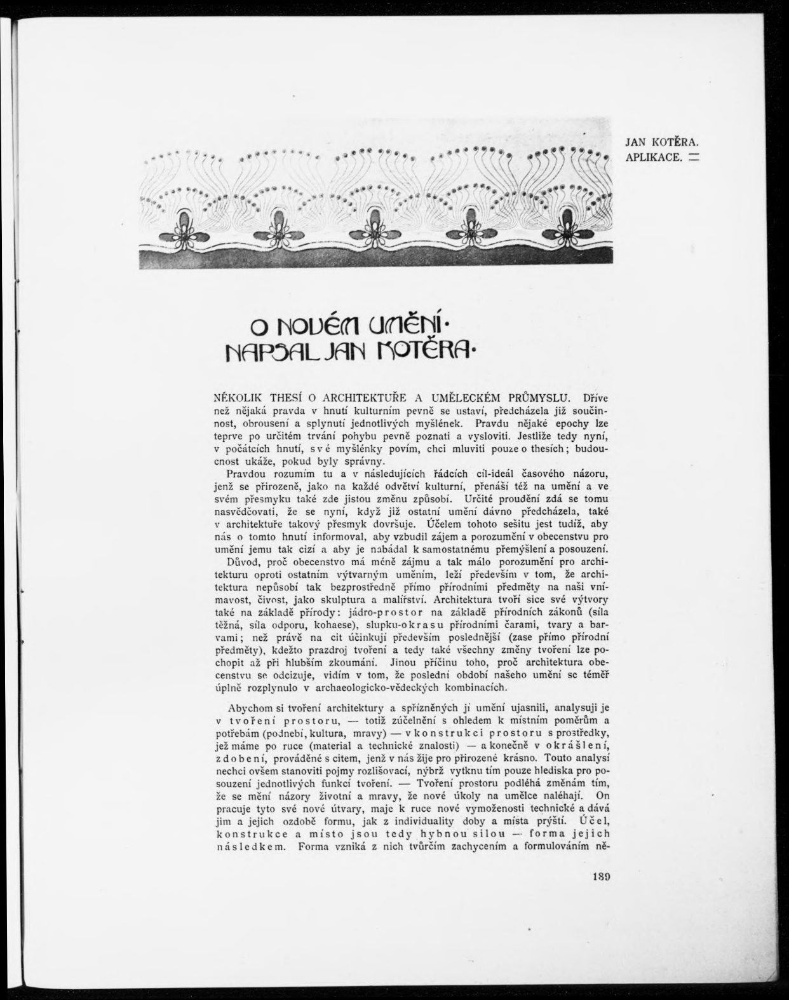 JAN KOTĚRA.
APLIKACE.
O NOVÉM UMĚNÍ·
NAPSAL JAN KOTĚRA·
NĚKOLIK THESÍ O ARCHITEKTUŘE A UMĚLECKÉM PRŮMYSLU. Dříve
než nějaká pravda v hnutí kulturním pevně se ustaví, předcházela již součin-
nost, obrousení a splynutí jednotlivých myšlének. Pravdu nějaké epochy lze
teprve po určitém trvání pohybu pevně poznati a vysloviti. Jestliže tedy nyní,
v počátcích hnutí, své myšlénky povím, chci mluviti pouze o thesích; budou-
cnost ukáže, pokud byly správny.
Pravdou rozumím tu a v následujících řádcích cíl-ideál časového názoru,
jenž se přirozeně, jako na každé odvětví kulturní, přenáší též na umění a ve
svém přesmyku také zde jistou změnu způsobí. Určité proudění zdá se tomu
nasvědčovati, že se nyní, když již ostatní umění dávno předcházela, také
v architektuře takový přesmyk dovršuje. Účelem tohoto sešitu jest tudíž, aby
nás o tomto hnutí informoval, aby vzbudil zájem a porozumění v obecenstvu pro
umění jemu tak cizí a aby je nabádal k samostatnému přemýšlení a posouzení.
Důvod, proč obecenstvo má méně zájmu a tak málo porozumění pro archi-
tekturu oproti ostatním výtvarným uměním, leží především v tom, že archi-
tektura nepůsobí tak bezprostředně přímo přírodními předměty na naši vní-
mavost, čivost, jako skulptura a malířství. Architektura tvoří sice své výtvory
také na základě přírody: jádro-prostor na základě přírodních zákonů (síla
těžná, síla odporu, kohaese), slupku-okrasu přírodními čarami, tvary a bar-
vami; než právě na cit účinkují především poslednější (zase přímo přírodní
předměty), kdežto prazdroj tvoření a tedy také všechny změny tvoření lze po-
chopit až při hlubším zkoumání. Jinou příčinu toho, proč architektura obe-
censtvu se odcizuje, vidím v tom, že poslední období našeho umění se téměř
úplně rozplynulo v archaeologicko-vědeckých kombinacích.
Abychom si tvoření architektury a spřízněných jí umění ujasnili, analysuji je
v tvoření prostoru, — totiž zúčelnění s ohledem k místním poměrům a
potřebám (podnebí, kultura, mravy) — v konstrukci prostoru s prostředky,
jež máme po ruce (material a technické znalosti) — a konečně v okrášlení,
zdobení, prováděné s citem, jenž v nás žije pro přirozené krásno. Touto analysí
nechci ovšem stanoviti pojmy rozlišovací, nýbrž vytknu tím pouze hlediska pro po-
souzení jednotlivých funkcí tvoření. — Tvoření prostoru podléhá změnám tím,
že se mění názory životní a mravy, že nové úkoly na umělce naléhají. On
pracuje tyto své nové útvary, maje k ruce nové vymoženosti technické a dává
jim a jejich ozdobě formu, jak z individuality doby a místa prýští. Účel,
konstrukce a místo jsou tedy hybnou silou — forma jejich
následkem. Forma vzniká z nich tvůrčím zachycením a formulováním ně-
189